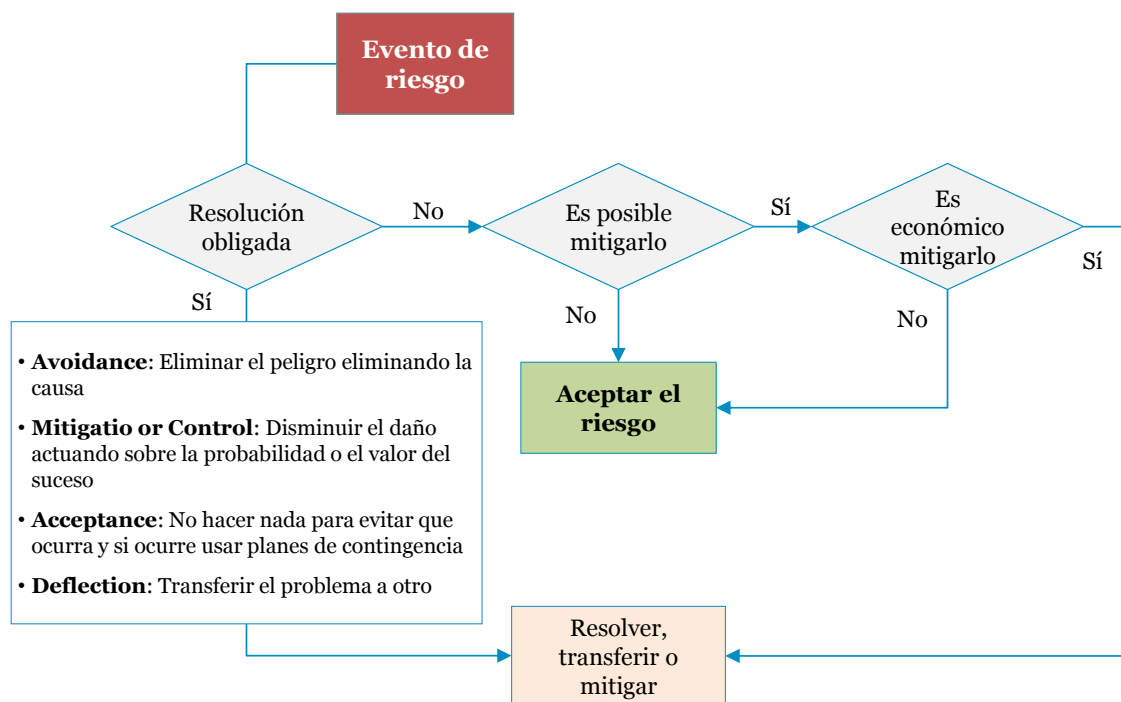 Evento de
riesgo
Resolución
obligada
No
Es posible
mitigarlo
Sí
Es
económico
mitigarlo
Sí
Sí
No
No
• Avoidance: Eliminar el peligro eliminando la
causa
• Mitigatio or Control: Disminuir el daño
actuando sobre la probabilidad o el valor del
suceso
• Acceptance: No hacer nada para evitar que
ocurra y si ocurre usar planes de contingencia
• Deflection: Transferir el problema a otro
Aceptar el
riesgo
Resolver,
transferir o
mitigar